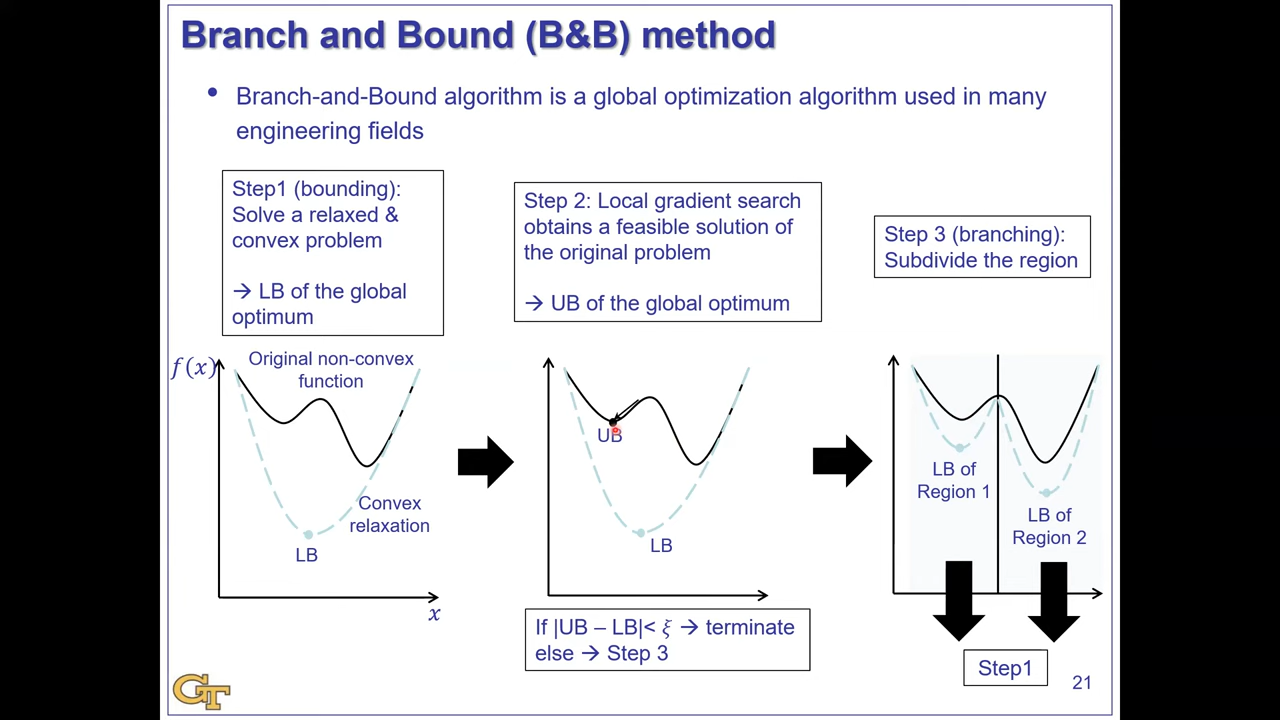 Branch and Bound (B&B) method
• Branch-and-Bound algorithm is a global optimization algorithm used in many
engineering fields
Step1 (bounding):
Solve a relaxed &
convex problem
→ LB of the global
optimum
Step 2: Local gradient search
obtains a feasible solution of
the original problem
→ UB of the global optimum
Step 3 (branching):
Subdivide the region
f(x)
Original non-convex
function
Convex
relaxation
LB
x
UB
LB
If |UB – LB|< ξ → terminate
else → Step 3
LB of
Region 1
LB of
Region 2
Step1
GT
21